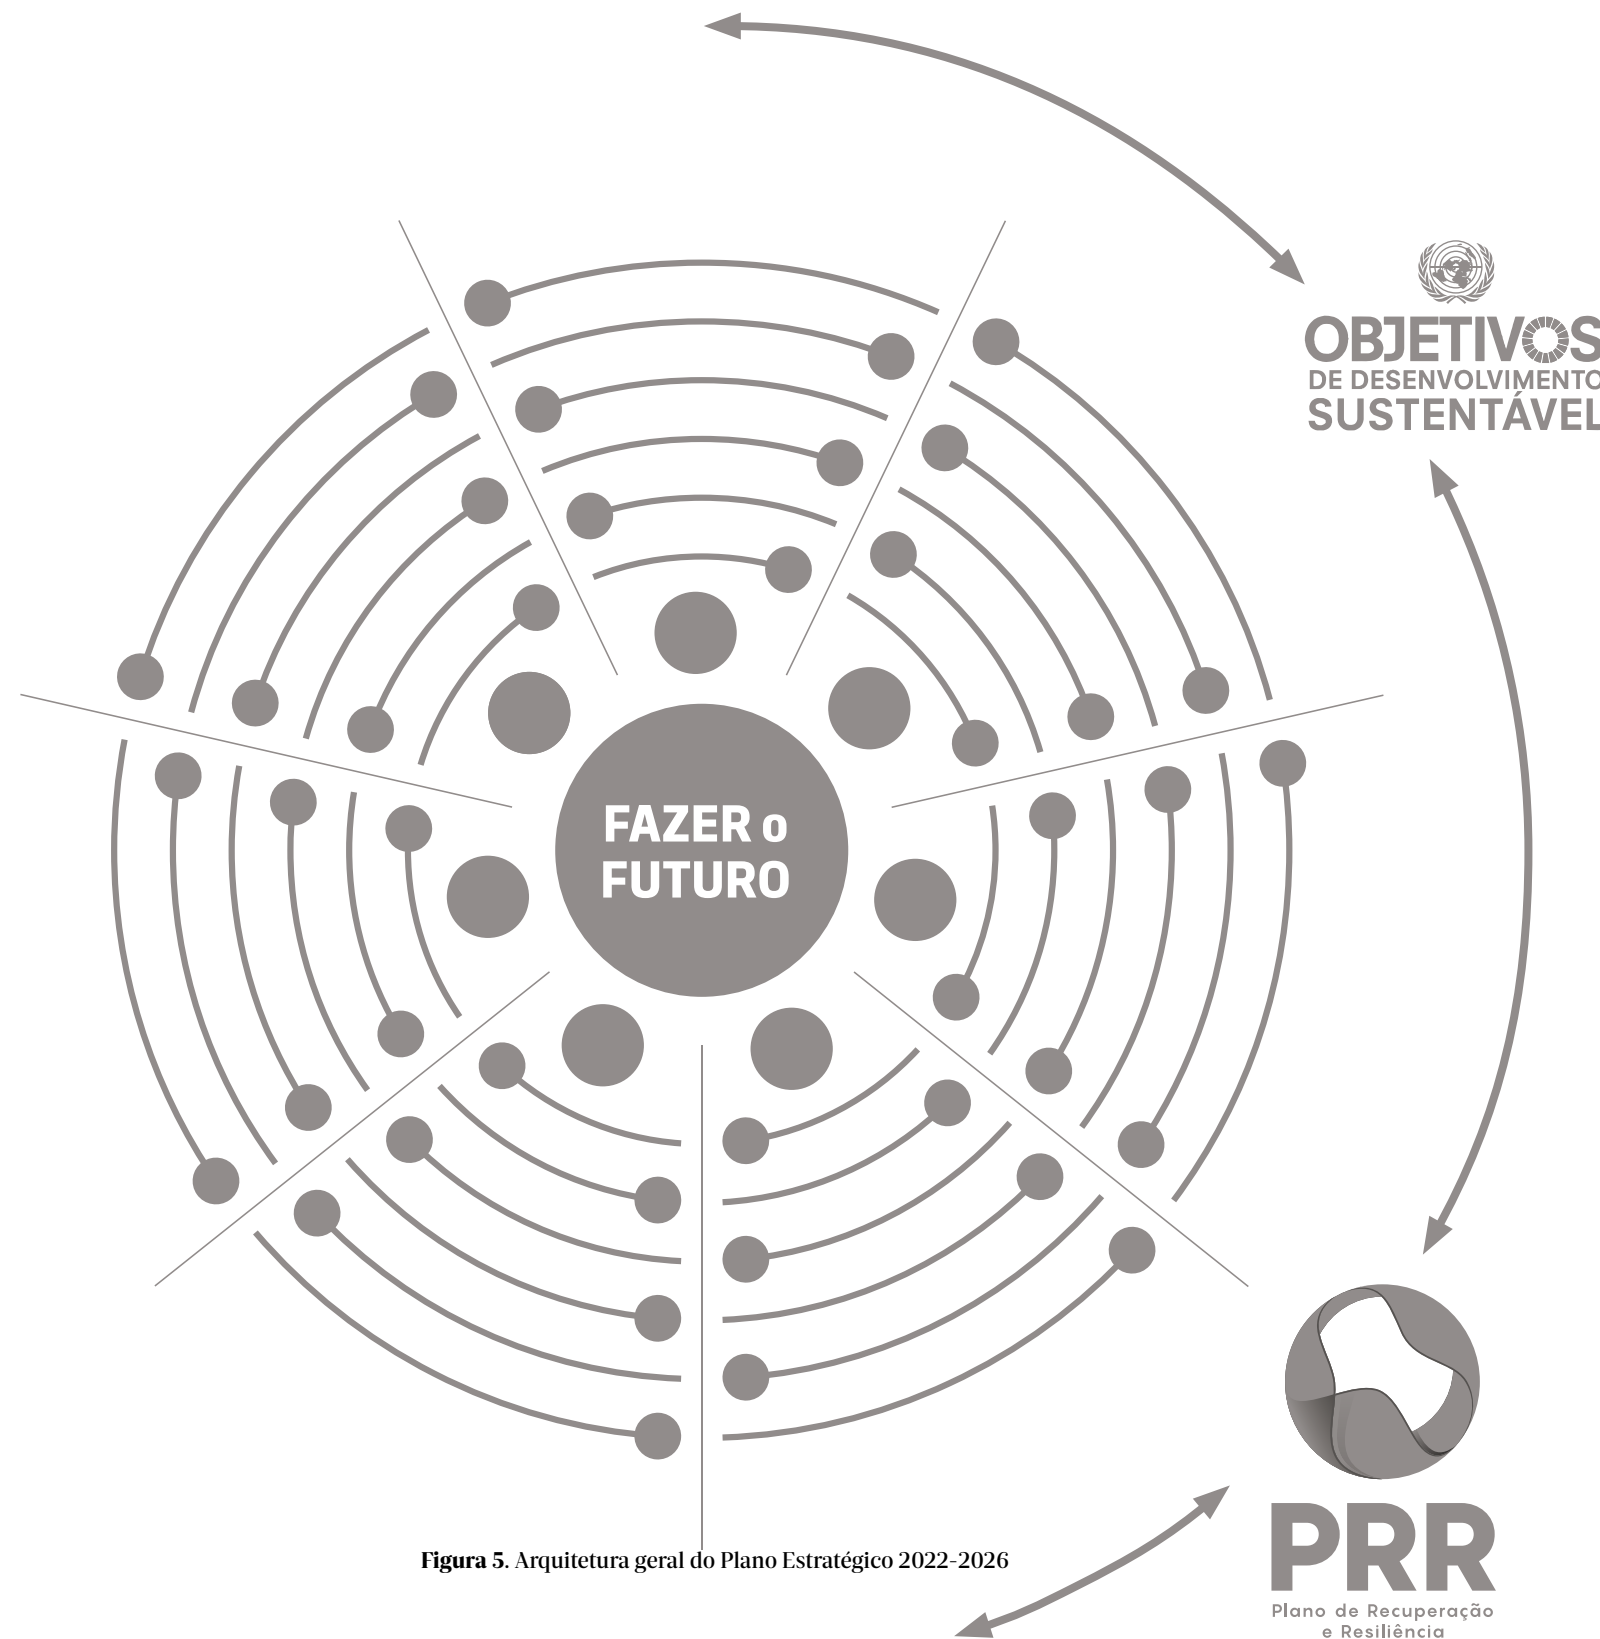 OBJETIVOS
DE DESENVOLVIMENTO
SUSTENTÁVEL
FAZER o
FUTURO
Figura 5. Arquitetura geral do Plano Estratégico 2022-2026
PRR
Plano de Recuperação
e Resiliência